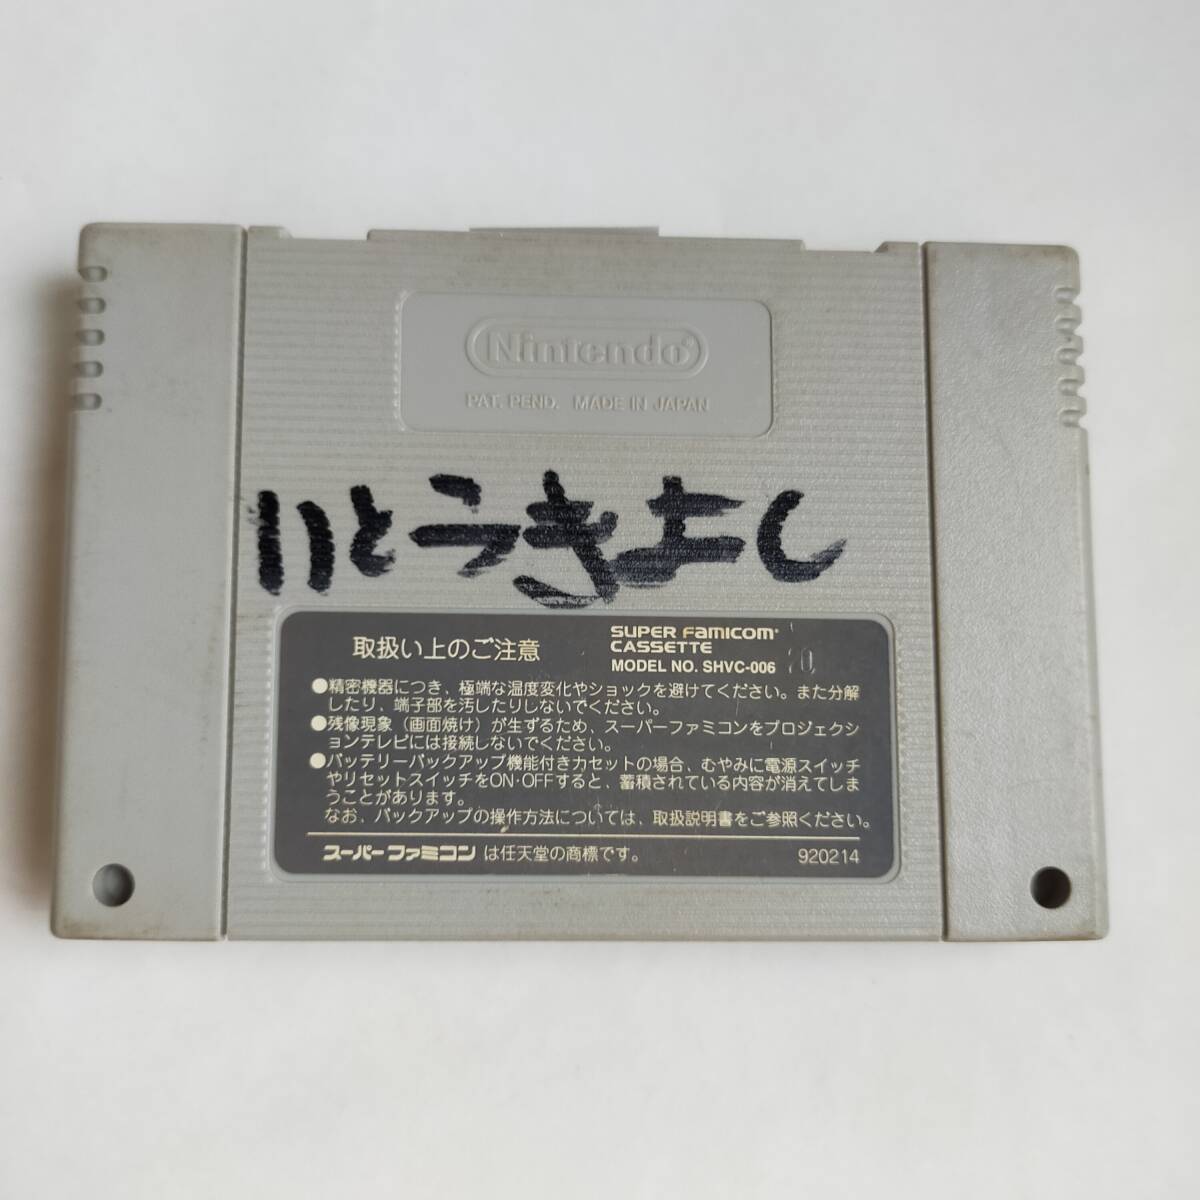 Nintendo®
PAT. PEND. MADE IN JAPAN
いとうきよし
取扱い上のご注意
SUPER FAMICOM®
CASSETTE
MODEL NO. SHVC-006
20
●精密機器につき、極端な温度変化やショックを避けてください。また分解
したり、端子部を汚したりしないでください。
●残像現象（画面焼け）が生ずるため、スーパーファミコンをプロジェクシ
ョンテレビには接続しないでください。
●バッテリーバックアップ機能付きカセットの場合、むやみに電源スイッチ
やリセットスイッチをON・OFFすると、蓄積されている内容が消えてしま
うことがあります。
なお、バックアップの操作方法については、取扱説明書をご参照ください。
スーパーファミコン は任天堂の商標です。
920214